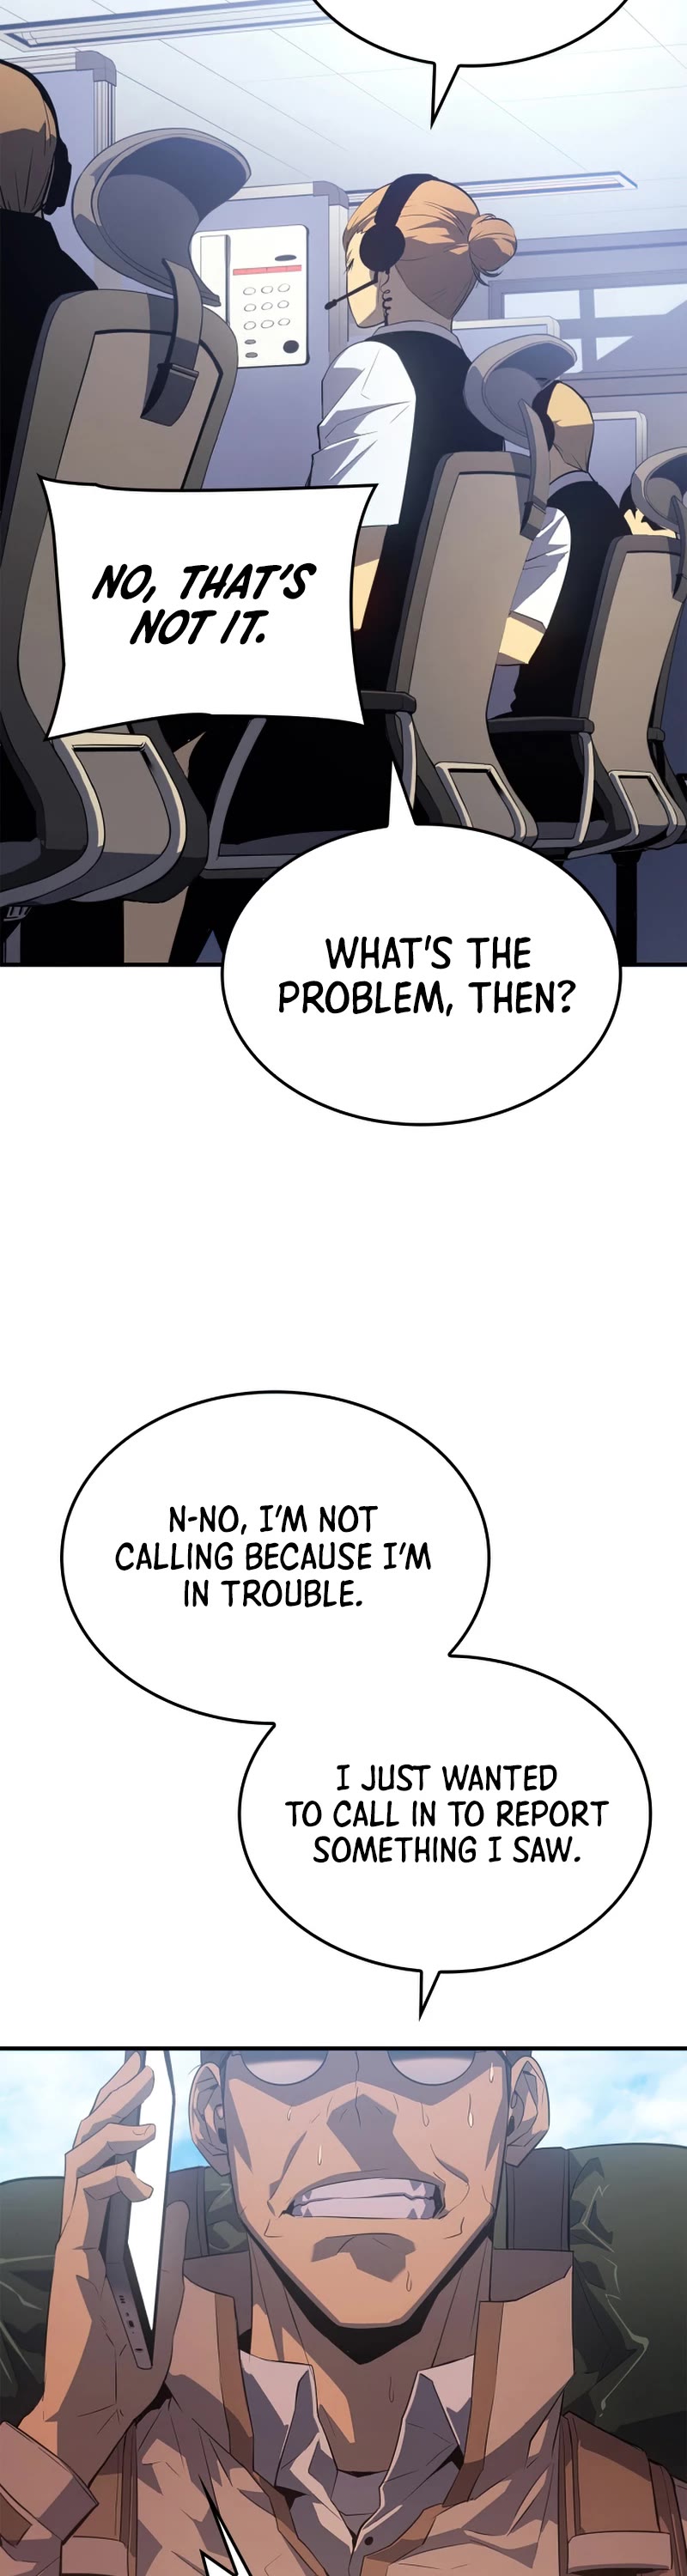 NO, THAT'S
NOT IT.
WHAT'S THE
PROBLEM, THEN?
N-NO, I'M NOT
CALLING BECAUSE I'M
IN TROUBLE.
I JUST WANTED
TO CALL IN TO REPORT
SOMETHING I SAW.